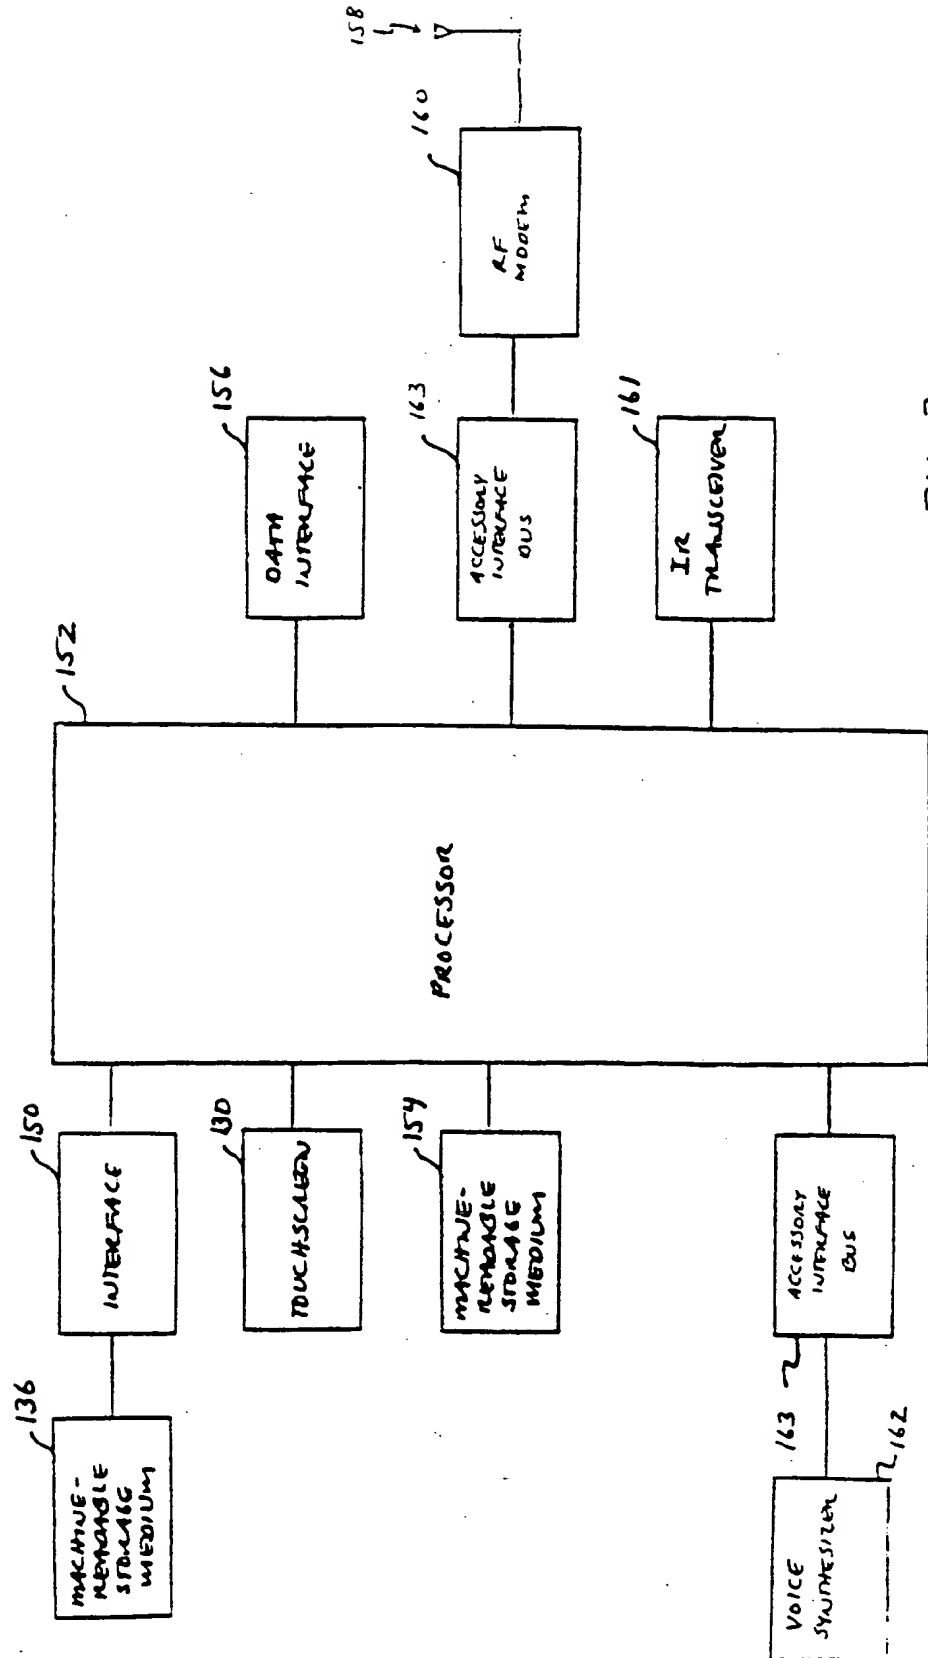 136
MACHINE-
READABLE
STORAGE
MEDIUM
150
INTERFACE
130
TOUCHSCREEN
154
MACHINE-
READABLE
STORAGE
MEDIUM
163
ACCESSORY
INTERFACE
BUS
162
VOICE
SYNTHESIZER
152
PROCESSOR
156
DATA
INTERFACE
163
ACCESSORY
INTERFACE
BUS
161
IR
TRANSCEIVER
160
RF
MODEM
158